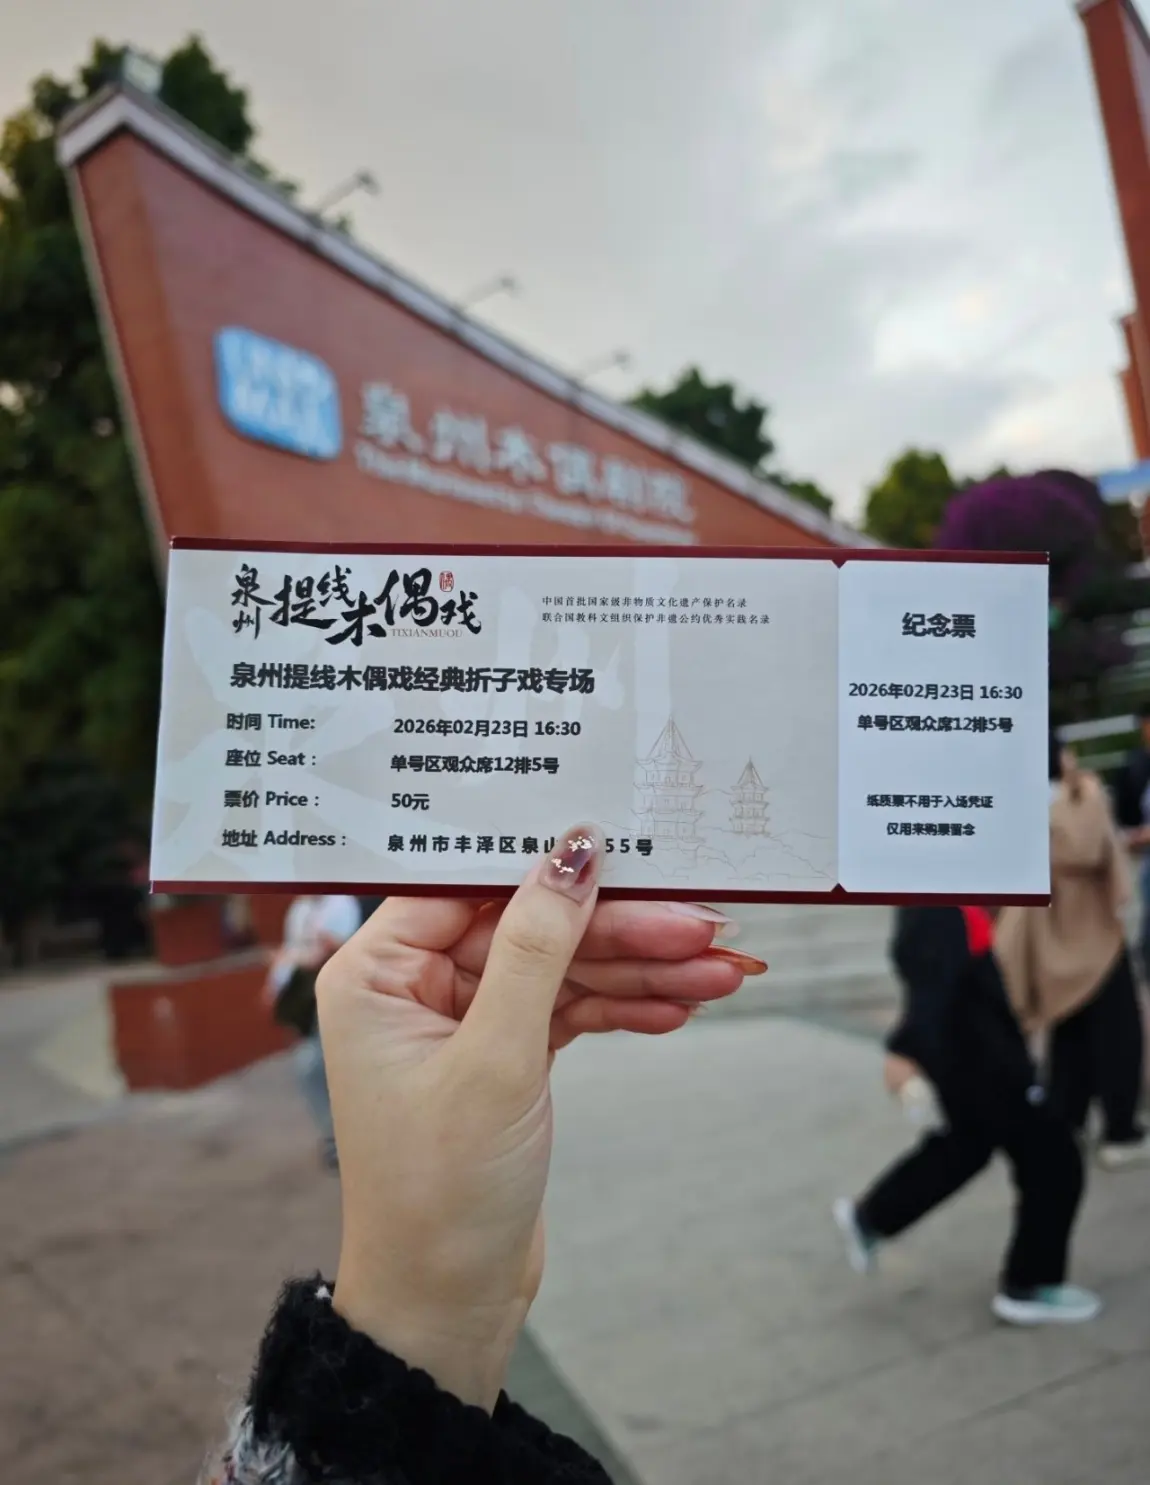 泉州木偶剧院
泉州提线木偶戏
TIXIANMUOU
中国首批国家级非物质文化遗产保护名录
联合国教科文组织保护非遗公约优秀实践名录
泉州提线木偶戏经典折子戏专场
时间 Time: 2026年02月23日 16:30
座位 Seat: 单号区观众席12排5号
票价 Price: 50元
地址 Address: 泉州市丰泽区泉山 55号
纪念票
2026年02月23日 16:30
单号区观众席12排5号
纸质票不用于入场凭证
仅用来购票留念